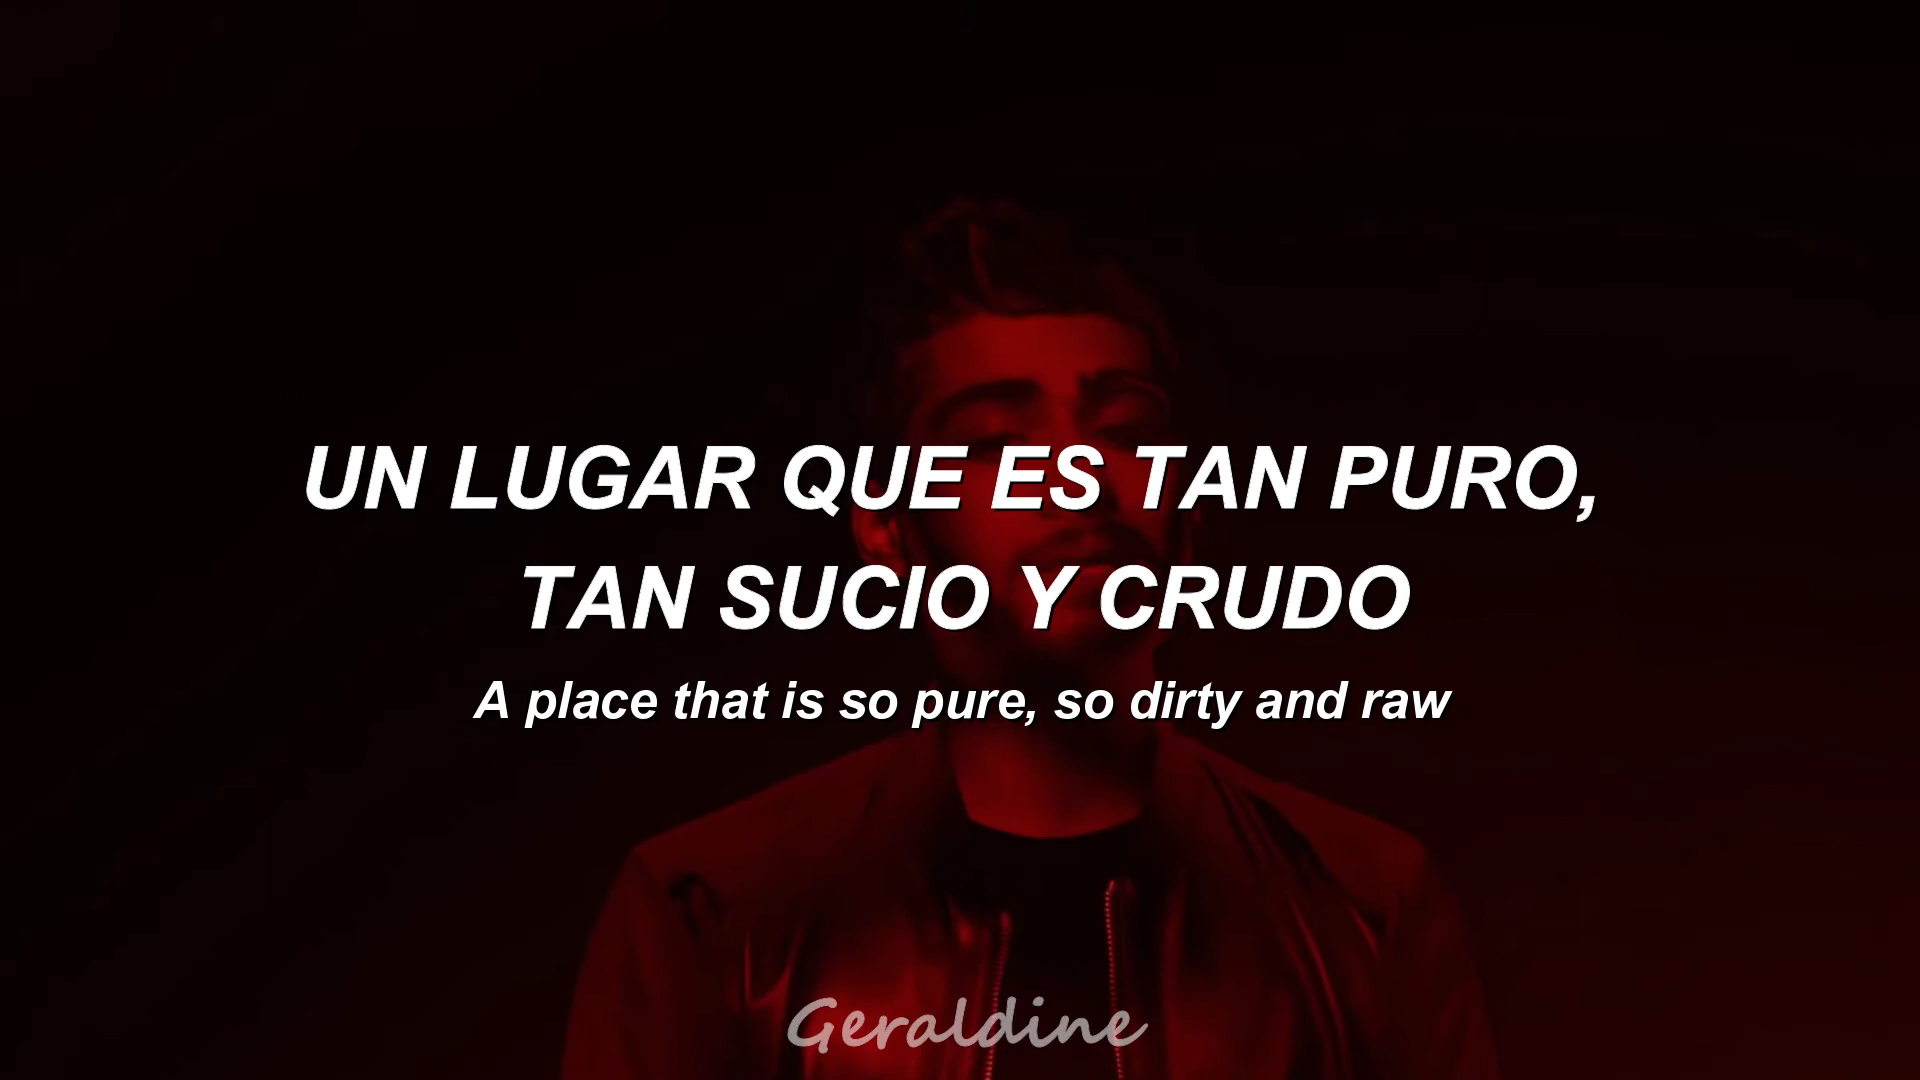 UN LUGAR QUE ES TAN PURO,
TAN SUCIO Y CRUDO
A place that is so pure, so dirty and raw
Geraldine